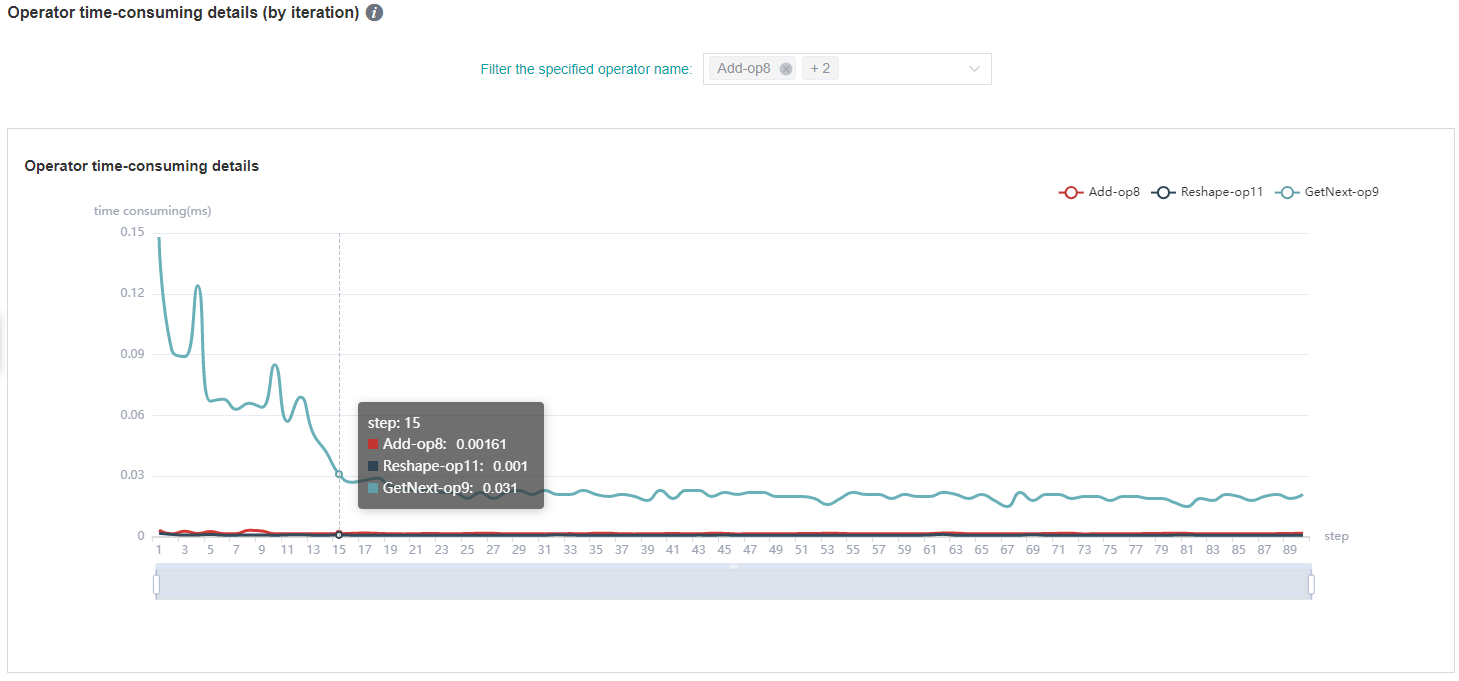 Operator time-consuming details (by iteration) i
Filter the specified operator name: Add-op8 + 2
Operator time-consuming details
Add-op8 Reshape-op11 GetNext-op9
time consuming(ms)
0.15
0.12
0.09
0.06
0.03
0
step: 15
Add-op8: 0.00161
Reshape-op11: 0.001
GetNext-op9: 0.031
1 3 5 7 9 11 13 15 17 19 21 23 25 27 29 31 33 35 37 39 41 43 45 47 49 51 53 55 57 59 61 63 65 67 69 71 73 75 77 79 81 83 85 87 89
step